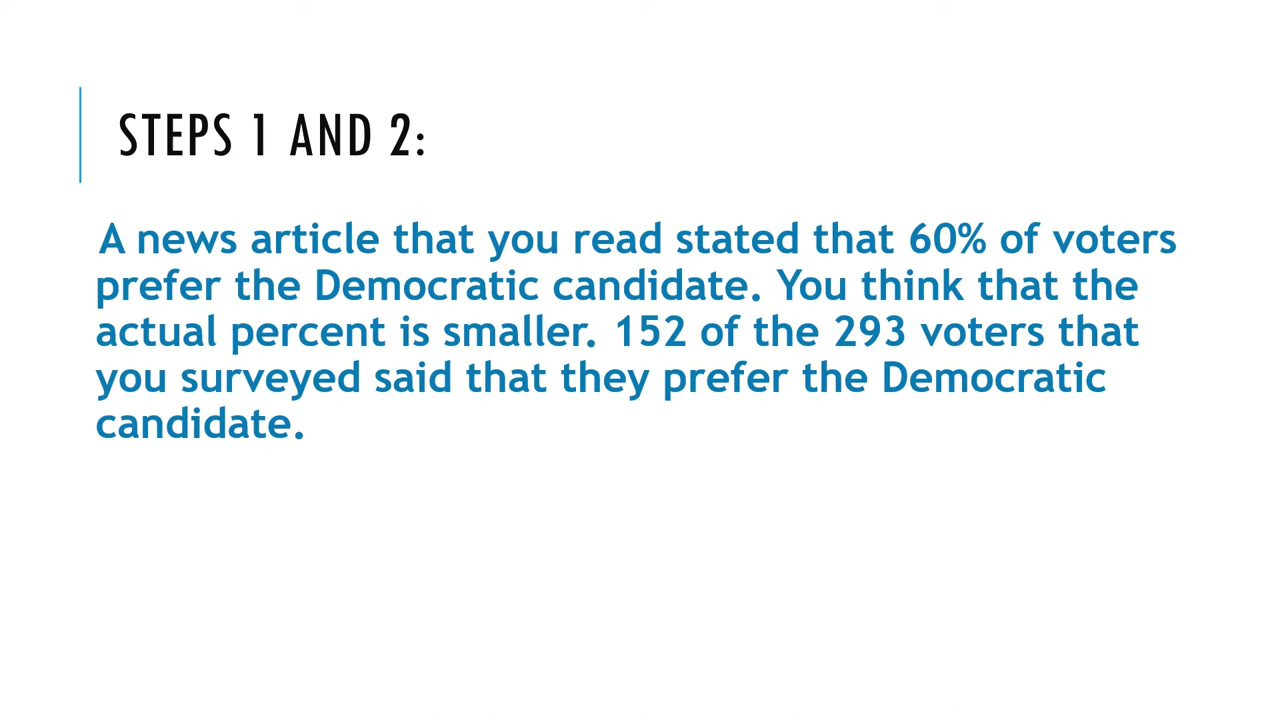 STEPS 1 AND 2:
A news article that you read stated that 60% of voters
prefer the Democratic candidate. You think that the
actual percent is smaller. 152 of the 293 voters that
you surveyed said that they prefer the Democratic
candidate.